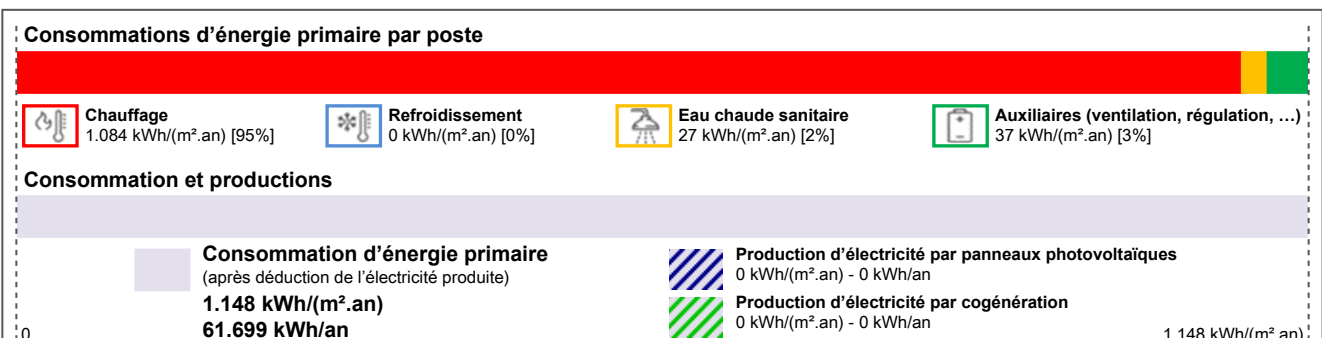 Consommations d'énergie primaire par poste
Chauffage
1.084 kWh/(m².an) [95%]
Refroidissement
0 kWh/(m².an) [0%]
Eau chaude sanitaire
27 kWh/(m².an) [2%]
Auxiliaires (ventilation, régulation, …)
37 kWh/(m².an) [3%]
Consommation et productions
Consommation d'énergie primaire
(après déduction de l'électricité produite)
1.148 kWh/(m².an)
61.699 kWh/an
Production d'électricité par panneaux photovoltaïques
0 kWh/(m².an) - 0 kWh/an
Production d'électricité par cogénération
0 kWh/(m².an) - 0 kWh/an
0
1.148 kWh/(m².an)